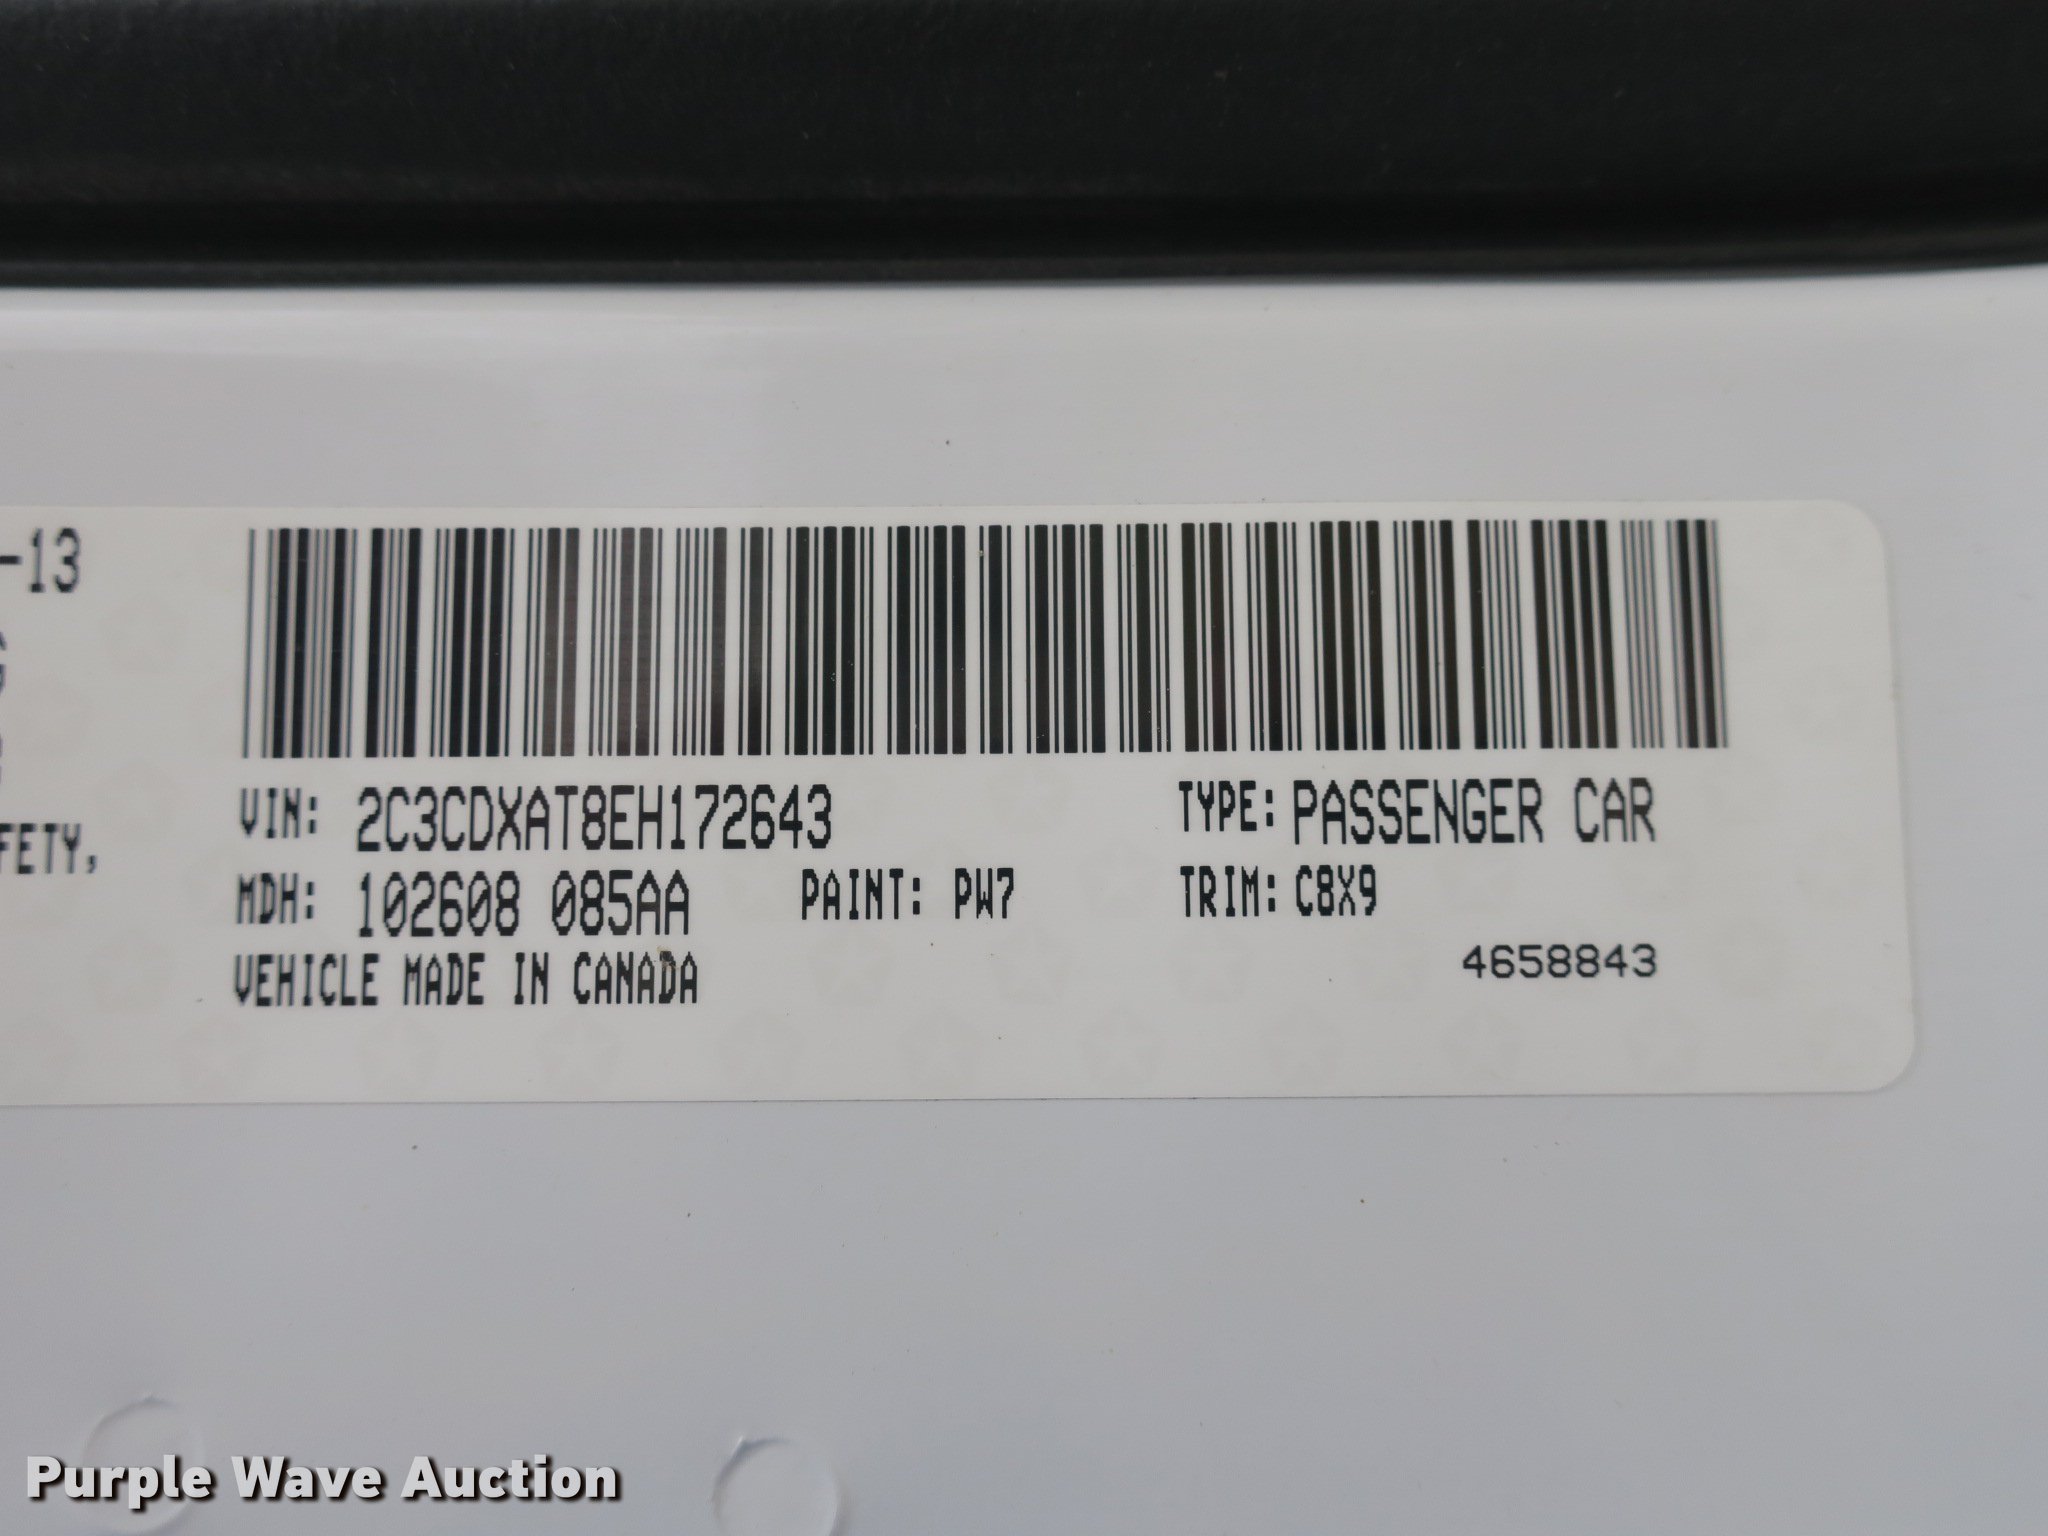 -13
FETY,
VIN: 2C3CDXAT8EH172643
TYPE: PASSENGER CAR
MDH: 102608 085AA
PAINT: PW7
TRIM: C8X9
VEHICLE MADE IN CANADA
4658843
Purple Wave Auction